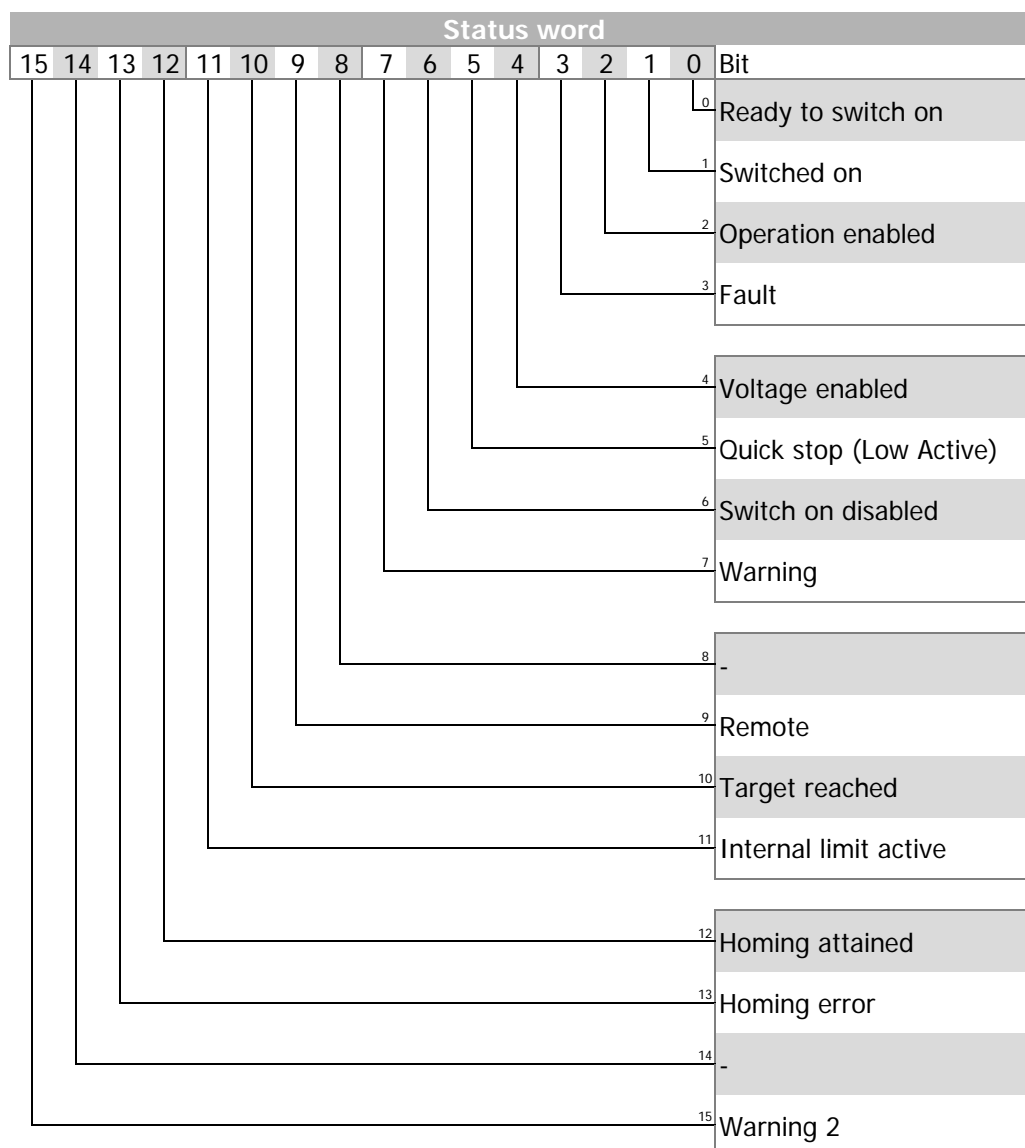 Status word
15 14 13 12 11 10 9 8 7 6 5 4 3 2 1 0 Bit
0 Ready to switch on
1 Switched on
2 Operation enabled
3 Fault
4 Voltage enabled
5 Quick stop (Low Active)
6 Switch on disabled
7 Warning
8 -
9 Remote
10 Target reached
11 Internal limit active
12 Homing attained
13 Homing error
14 -
15 Warning 2